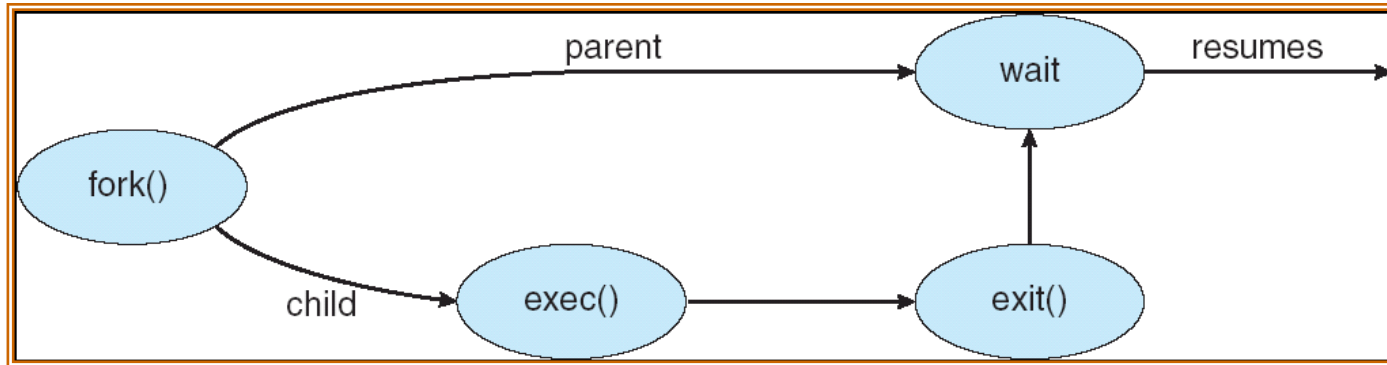 parent
wait
resumes
fork()
child
exec()
exit()